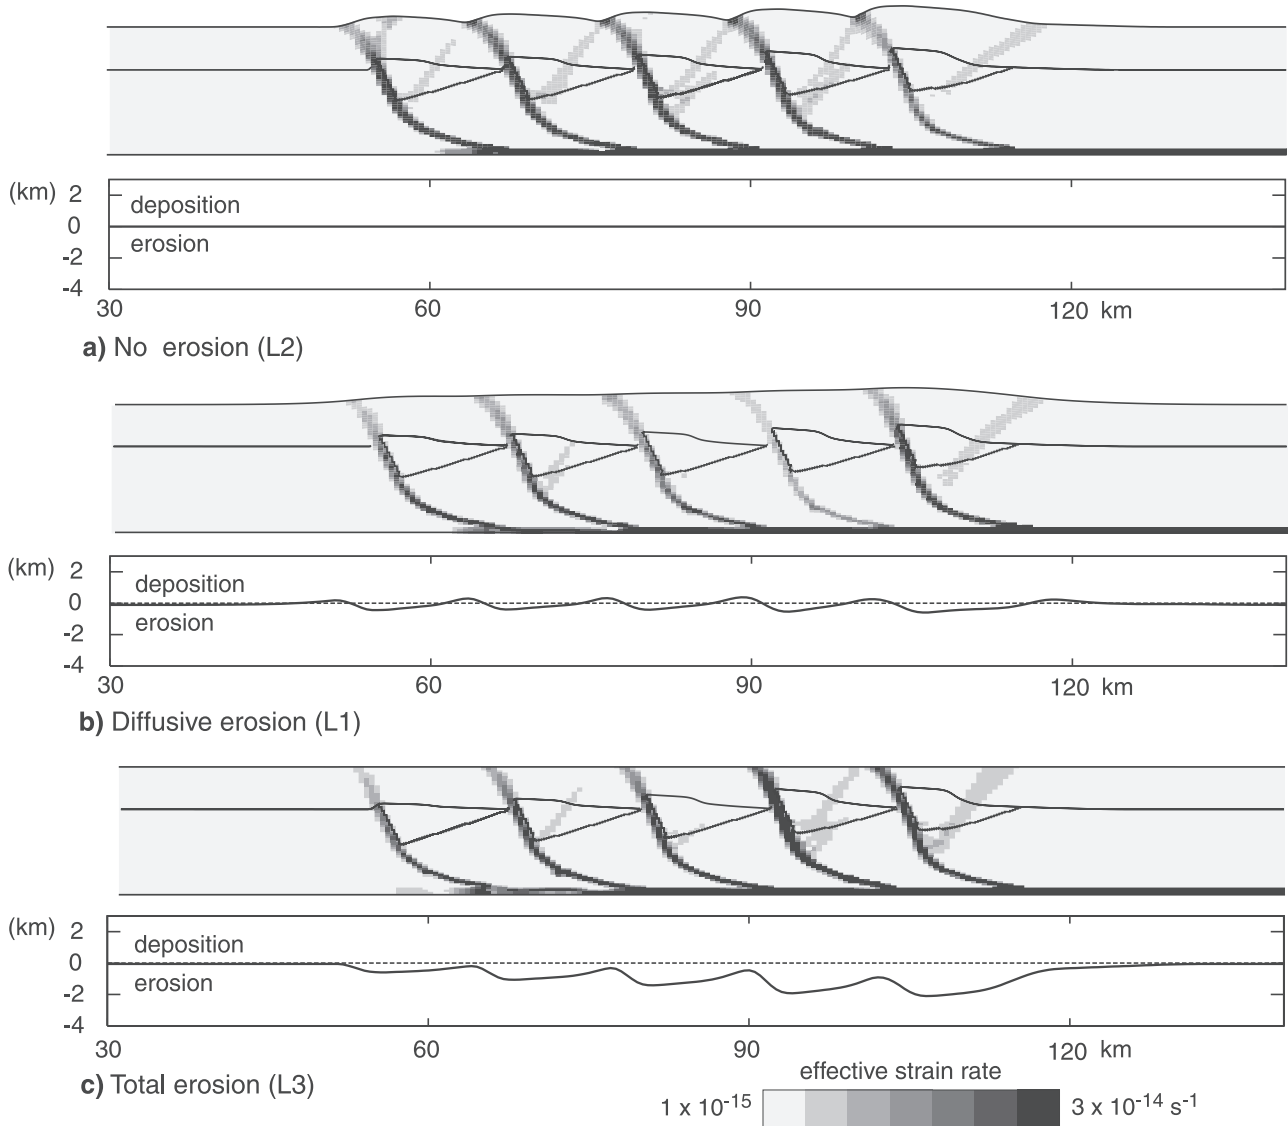 (km)
2
deposition
0
erosion
-2
-4
30 60 90 120 km
a) No erosion (L2)
(km)
2
deposition
0
erosion
-2
-4
30 60 90 120 km
b) Diffusive erosion (L1)
(km)
2
deposition
0
erosion
-2
-4
30 60 90 120 km
c) Total erosion (L3)
effective strain rate
1 x 10⁻¹⁵ 3 x 10⁻¹⁴ s⁻¹